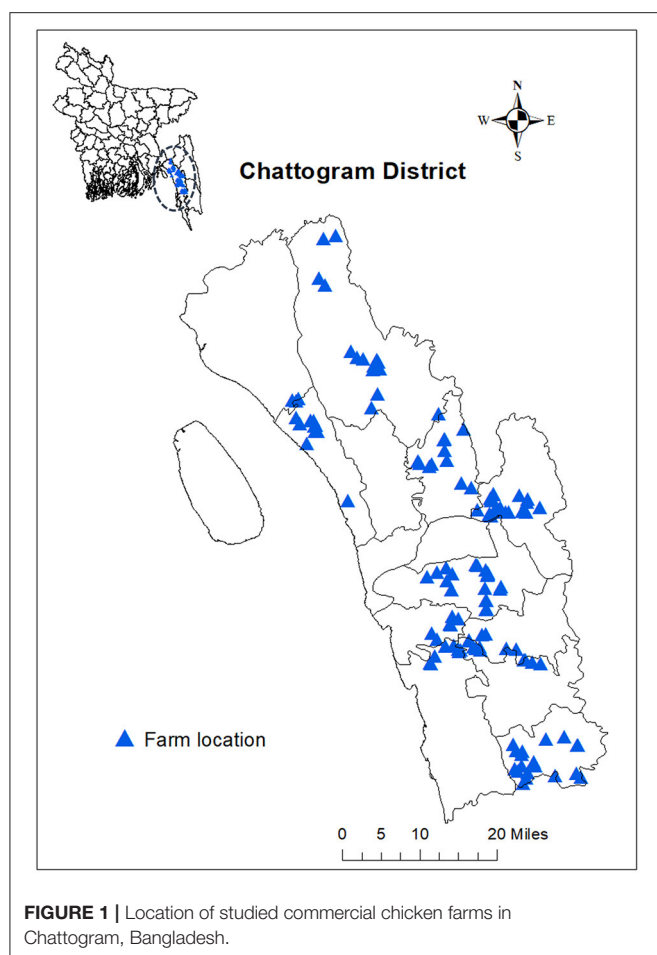 N
W E
S
Chattogram District
Farm location
0 5 10 20 Miles
FIGURE 1 | Location of studied commercial chicken farms in
Chattogram, Bangladesh.